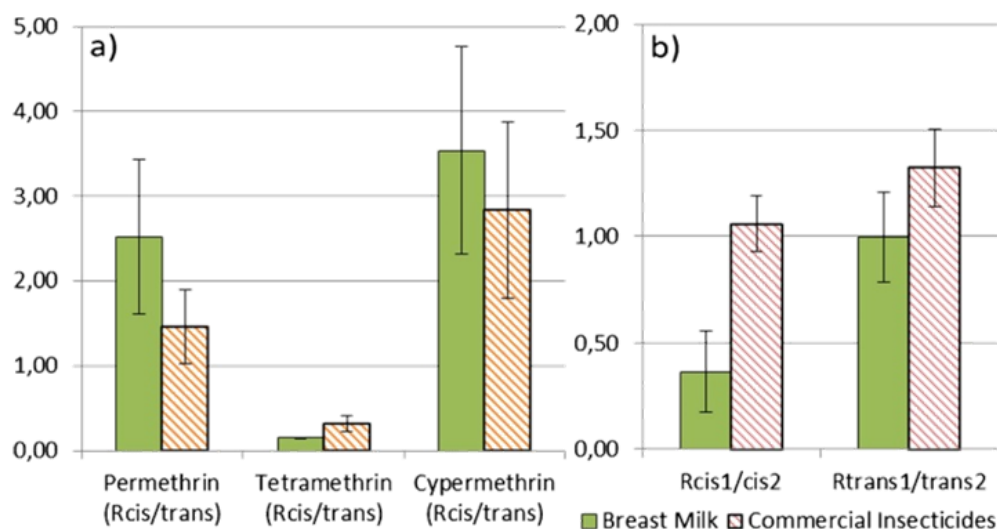 5,00
4,00
3,00
2,00
1,00
0,00
a)
Permethrin
(Rcis/trans)
Tetramethrin
(Rcis/trans)
Cypermethrin
(Rcis/trans)
2,00
1,50
1,00
0,50
0,00
b)
Rcis1/cis2
Rtrans1/trans2
Breast Milk
Commercial Insecticides